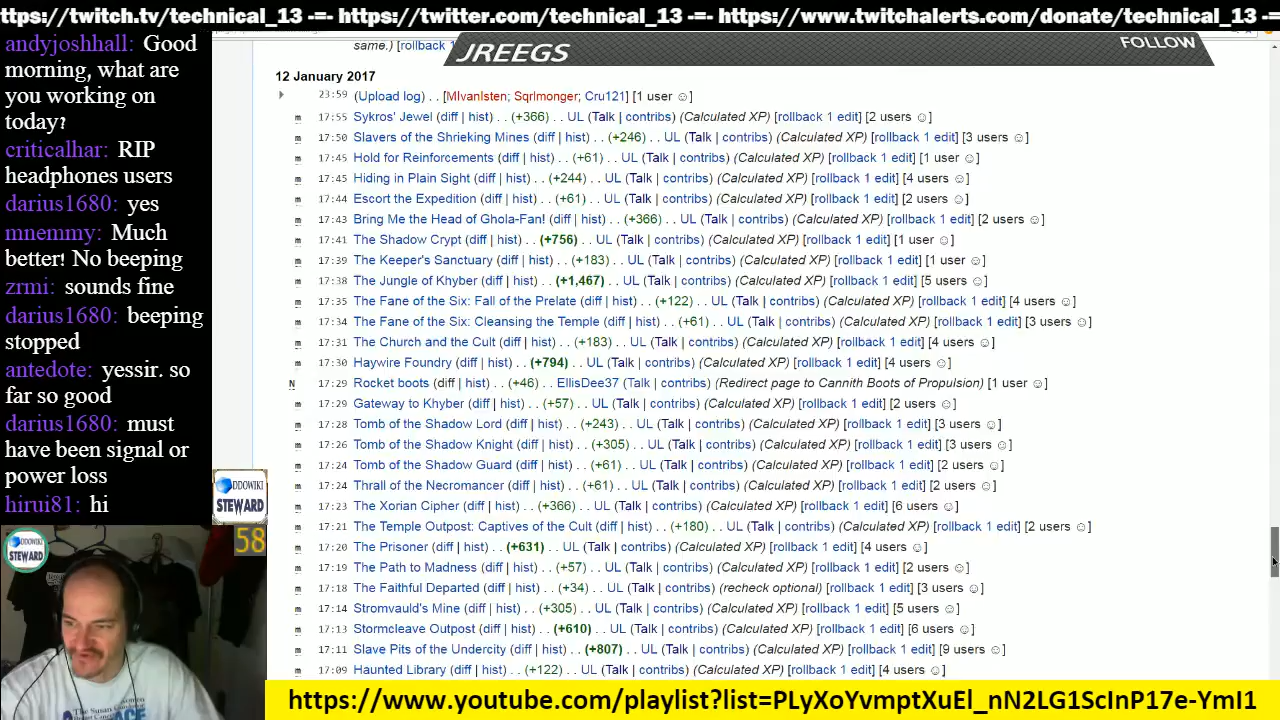 ttps://twitch.tv/technical_13 -=- https://twitter.com/technical_13 -=- https://www.twitchalerts.com/donate/technical_13 -=-
andyjoshhall: Good
morning, what are
you working on
today?
criticalhar: RIP
headphones users
darius1680: yes
mnemmy: Much
better! No beeping
zrmi: sounds fine
darius1680: beeping
stopped
antedote: yessir. so
far so good
darius1680: must
have been signal or
power loss
hirui81: hi
DDOWIKI
STEWARD
58
DDOWIKI
STEWARD
same.) [rollback 1
JREEGS
FOLLOW
12 January 2017
23:59 (Upload log) . . [MIvanIsten; Sqrlmonger; Cru121] [1 user ☺]
m 17:55 Sykros' Jewel (diff | hist) . . (+366) . . UL (Talk | contribs) (Calculated XP) [rollback 1 edit] [2 users ☺]
m 17:50 Slavers of the Shrieking Mines (diff | hist) . . (+246) . . UL (Talk | contribs) (Calculated XP) [rollback 1 edit] [3 users ☺]
m 17:45 Hold for Reinforcements (diff | hist) . . (+61) . . UL (Talk | contribs) (Calculated XP) [rollback 1 edit] [1 user ☺]
m 17:45 Hiding in Plain Sight (diff | hist) . . (+244) . . UL (Talk | contribs) (Calculated XP) [rollback 1 edit] [4 users ☺]
m 17:44 Escort the Expedition (diff | hist) . . (+61) . . UL (Talk | contribs) (Calculated XP) [rollback 1 edit] [2 users ☺]
m 17:43 Bring Me the Head of Ghola-Fan! (diff | hist) . . (+366) . . UL (Talk | contribs) (Calculated XP) [rollback 1 edit] [2 users ☺]
m 17:41 The Shadow Crypt (diff | hist) . . (+756) . . UL (Talk | contribs) (Calculated XP) [rollback 1 edit] [1 user ☺]
m 17:39 The Keeper's Sanctuary (diff | hist) . . (+183) . . UL (Talk | contribs) (Calculated XP) [rollback 1 edit] [1 user ☺]
m 17:38 The Jungle of Khyber (diff | hist) . . (+1,467) . . UL (Talk | contribs) (Calculated XP) [rollback 1 edit] [5 users ☺]
m 17:35 The Fane of the Six: Fall of the Prelate (diff | hist) . . (+122) . . UL (Talk | contribs) (Calculated XP) [rollback 1 edit] [4 users ☺]
m 17:34 The Fane of the Six: Cleansing the Temple (diff | hist) . . (+61) . . UL (Talk | contribs) (Calculated XP) [rollback 1 edit] [3 users ☺]
m 17:31 The Church and the Cult (diff | hist) . . (+183) . . UL (Talk | contribs) (Calculated XP) [rollback 1 edit] [4 users ☺]
m 17:30 Haywire Foundry (diff | hist) . . (+794) . . UL (Talk | contribs) (Calculated XP) [rollback 1 edit] [4 users ☺]
N 17:29 Rocket boots (diff | hist) . . (+46) . . EllisDee37 (Talk | contribs) (Redirect page to Cannith Boots of Propulsion) [1 user ☺]
m 17:29 Gateway to Khyber (diff | hist) . . (+57) . . UL (Talk | contribs) (Calculated XP) [rollback 1 edit] [2 users ☺]
m 17:28 Tomb of the Shadow Lord (diff | hist) . . (+243) . . UL (Talk | contribs) (Calculated XP) [rollback 1 edit] [3 users ☺]
m 17:26 Tomb of the Shadow Knight (diff | hist) . . (+305) . . UL (Talk | contribs) (Calculated XP) [rollback 1 edit] [3 users ☺]
m 17:24 Tomb of the Shadow Guard (diff | hist) . . (+61) . . UL (Talk | contribs) (Calculated XP) [rollback 1 edit] [2 users ☺]
m 17:24 Thrall of the Necromancer (diff | hist) . . (+61) . . UL (Talk | contribs) (Calculated XP) [rollback 1 edit] [2 users ☺]
m 17:23 The Xorian Cipher (diff | hist) . . (+366) . . UL (Talk | contribs) (Calculated XP) [rollback 1 edit] [6 users ☺]
m 17:21 The Temple Outpost: Captives of the Cult (diff | hist) . . (+180) . . UL (Talk | contribs) (Calculated XP) [rollback 1 edit] [2 users ☺]
m 17:20 The Prisoner (diff | hist) . . (+631) . . UL (Talk | contribs) (Calculated XP) [rollback 1 edit] [4 users ☺]
m 17:19 The Path to Madness (diff | hist) . . (+57) . . UL (Talk | contribs) (Calculated XP) [rollback 1 edit] [2 users ☺]
m 17:18 The Faithful Departed (diff | hist) . . (+34) . . UL (Talk | contribs) (recheck optional) [rollback 1 edit] [3 users ☺]
m 17:14 Stromvauld's Mine (diff | hist) . . (+305) . . UL (Talk | contribs) (Calculated XP) [rollback 1 edit] [5 users ☺]
m 17:13 Stormcleave Outpost (diff | hist) . . (+610) . . UL (Talk | contribs) (Calculated XP) [rollback 1 edit] [6 users ☺]
m 17:11 Slave Pits of the Undercity (diff | hist) . . (+807) . . UL (Talk | contribs) (Calculated XP) [rollback 1 edit] [9 users ☺]
m 17:09 Haunted Library (diff | hist) . . (+122) . . UL (Talk | contribs) (Calculated XP) [rollback 1 edit] [4 users ☺]
https://www.youtube.com/playlist?list=PLyXoYvmptXuEl_nN2LG1ScInP17e-YmI1